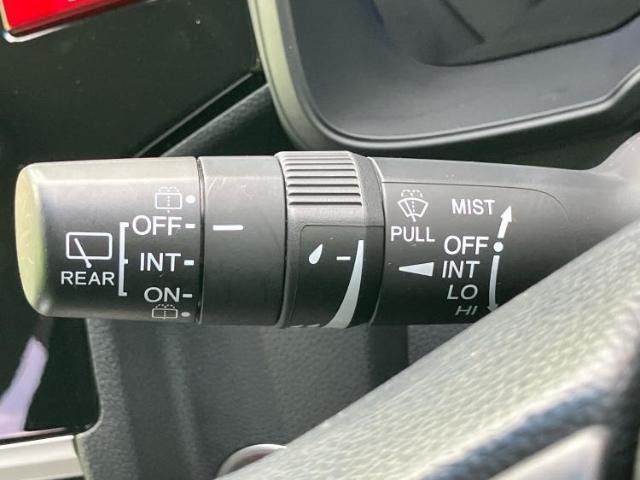 OFF
INT
REAR
ON
PULL
MIST
OFF
INT
LO
HI